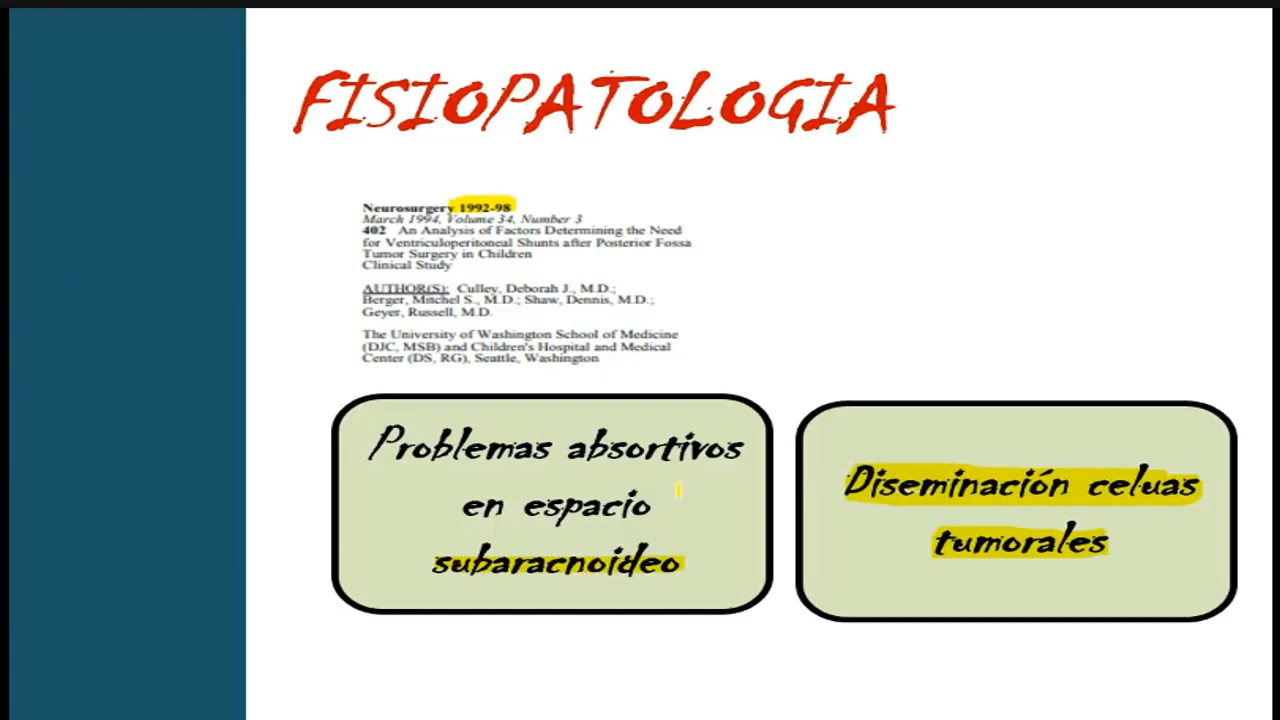 FISIOPATOLOGIA
Neurosurgery 1992-98
March 1994, Volume 34, Number 3
402 An Analysis of Factors Determining the Need
for Ventriculoperitoneal Shunts after Posterior Fossa
Tumor Surgery in Children
Clinical Study
AUTHOR(S): Culley, Deborah J., M.D.;
Berger, Mitchel S., M.D.; Shaw, Dennis, M.D.;
Geyer, Russell, M.D.
The University of Washington School of Medicine
(DJC, MSB) and Children's Hospital and Medical
Center (DS, RG), Seattle, Washington
Problemas absortivos
en espacio
subaracnoideo
Diseminación celuas
tumorales